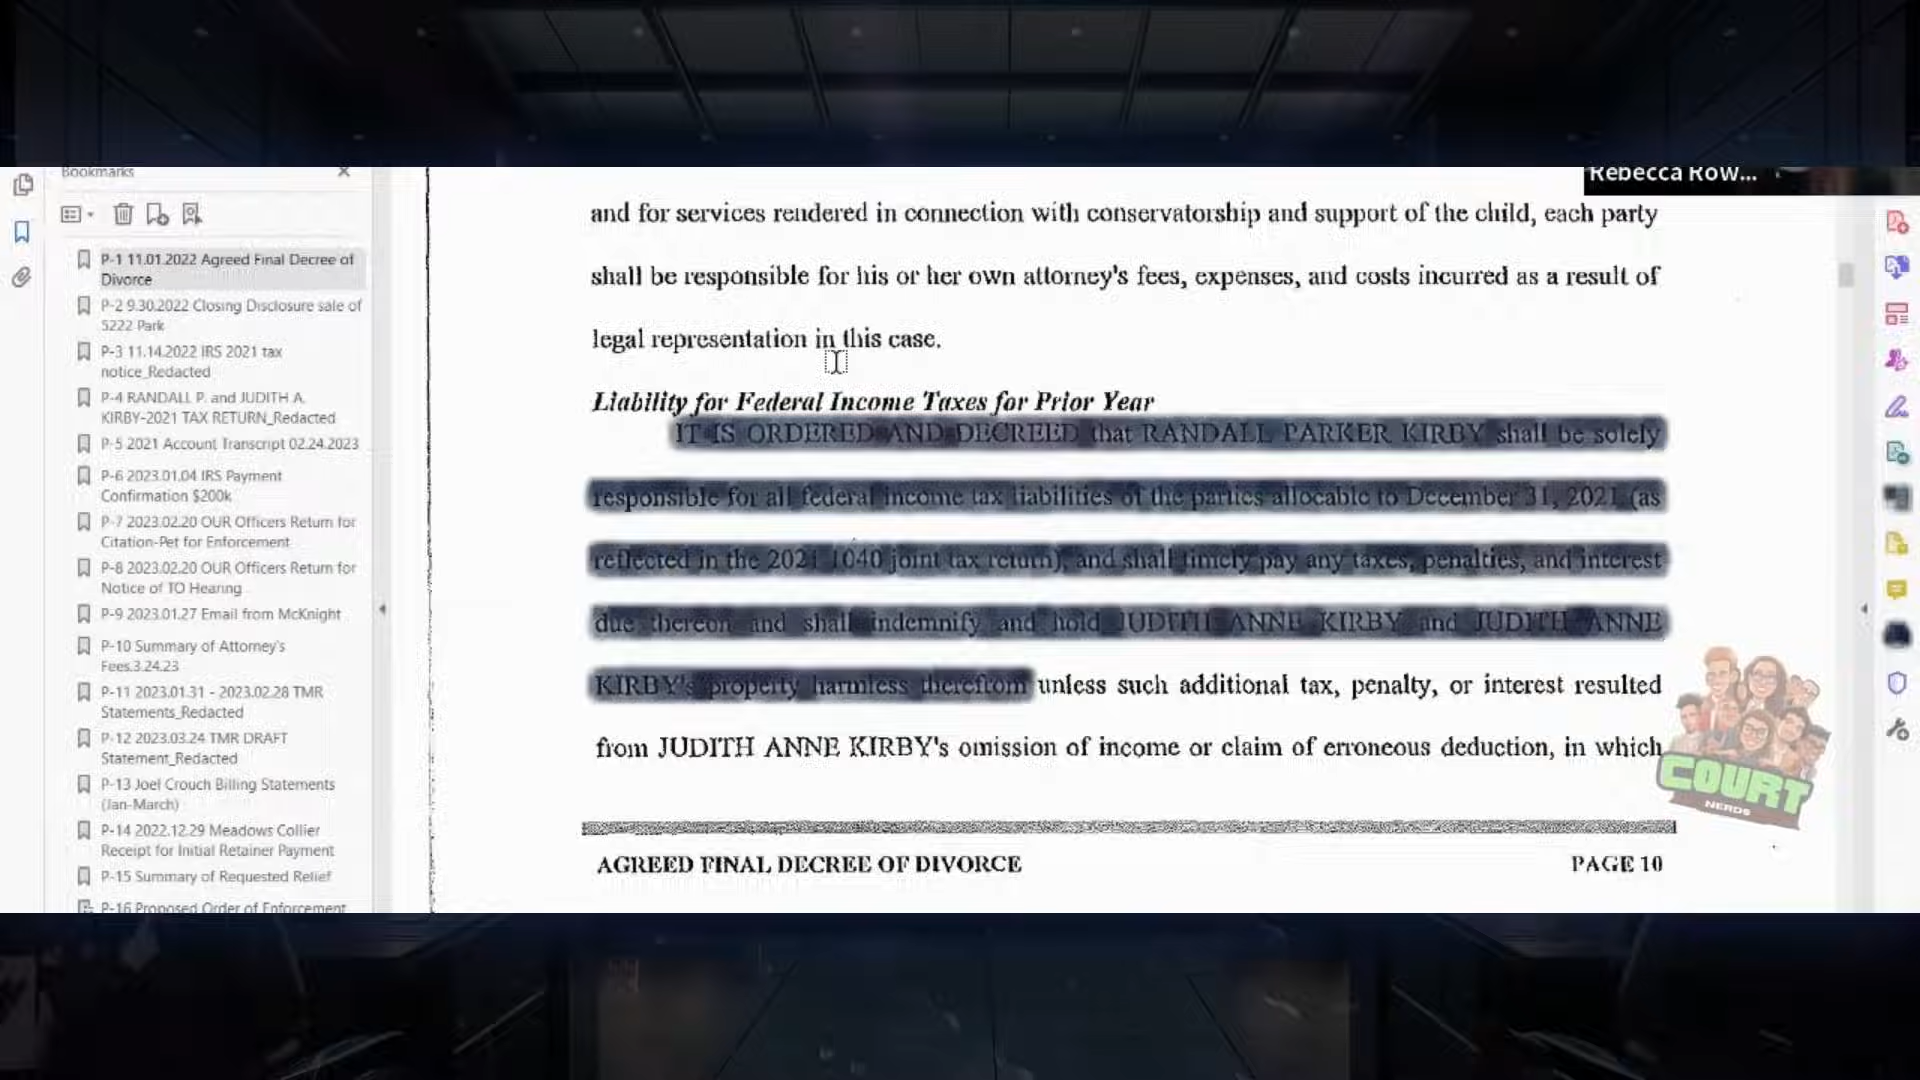 Bookmarks
Rebecca Row...
P-1 11.01.2022 Agreed Final Decree of
Divorce
P-2 9.30.2022 Closing Disclosure sale of
5222 Park
P-3 11.14.2022 IRS 2021 tax
notice_Redacted
P-4 RANDALL P. and JUDITH A.
KIRBY-2021 TAX RETURN_Redacted
P-5 2021 Account Transcript 02.24.2023
P-6 2023.01.04 IRS Payment
Confirmation $200k
P-7 2023.02.20 OUR Officers Return for
Citation-Pet for Enforcement
P-8 2023.02.20 OUR Officers Return for
Notice of TO Hearing
P-9 2023.01.27 Email from McKnight
P-10 Summary of Attorney's
Fees.3.24.23
P-11 2023.01.31 - 2023.02.28 TMR
Statements_Redacted
P-12 2023.03.24 TMR DRAFT
Statement_Redacted
P-13 Joel Crouch Billing Statements
(Jan-March)
P-14 2022.12.29 Meadows Collier
Receipt for Initial Retainer Payment
P-15 Summary of Requested Relief
P-16 Proposed Order of Enforcement
and for services rendered in connection with conservatorship and support of the child, each party
shall be responsible for his or her own attorney's fees, expenses, and costs incurred as a result of
legal representation in this case.
Liability for Federal Income Taxes for Prior Year
IT IS ORDERED AND DECREED that RANDALL PARKER KIRBY shall be solely
responsible for all federal income tax liabilities of the parties allocable to December 31, 2021 (as
reflected in the 2021 1040 joint tax return), and shall timely pay any taxes, penalties, and interest
due thereon and shall indemnify and hold JUDITH ANNE KIRBY and JUDITH ANNE
KIRBY's property harmless therefrom unless such additional tax, penalty, or interest resulted
from JUDITH ANNE KIRBY's omission of income or claim of erroneous deduction, in which
AGREED FINAL DECREE OF DIVORCE
PAGE 10
COURT
NERDS